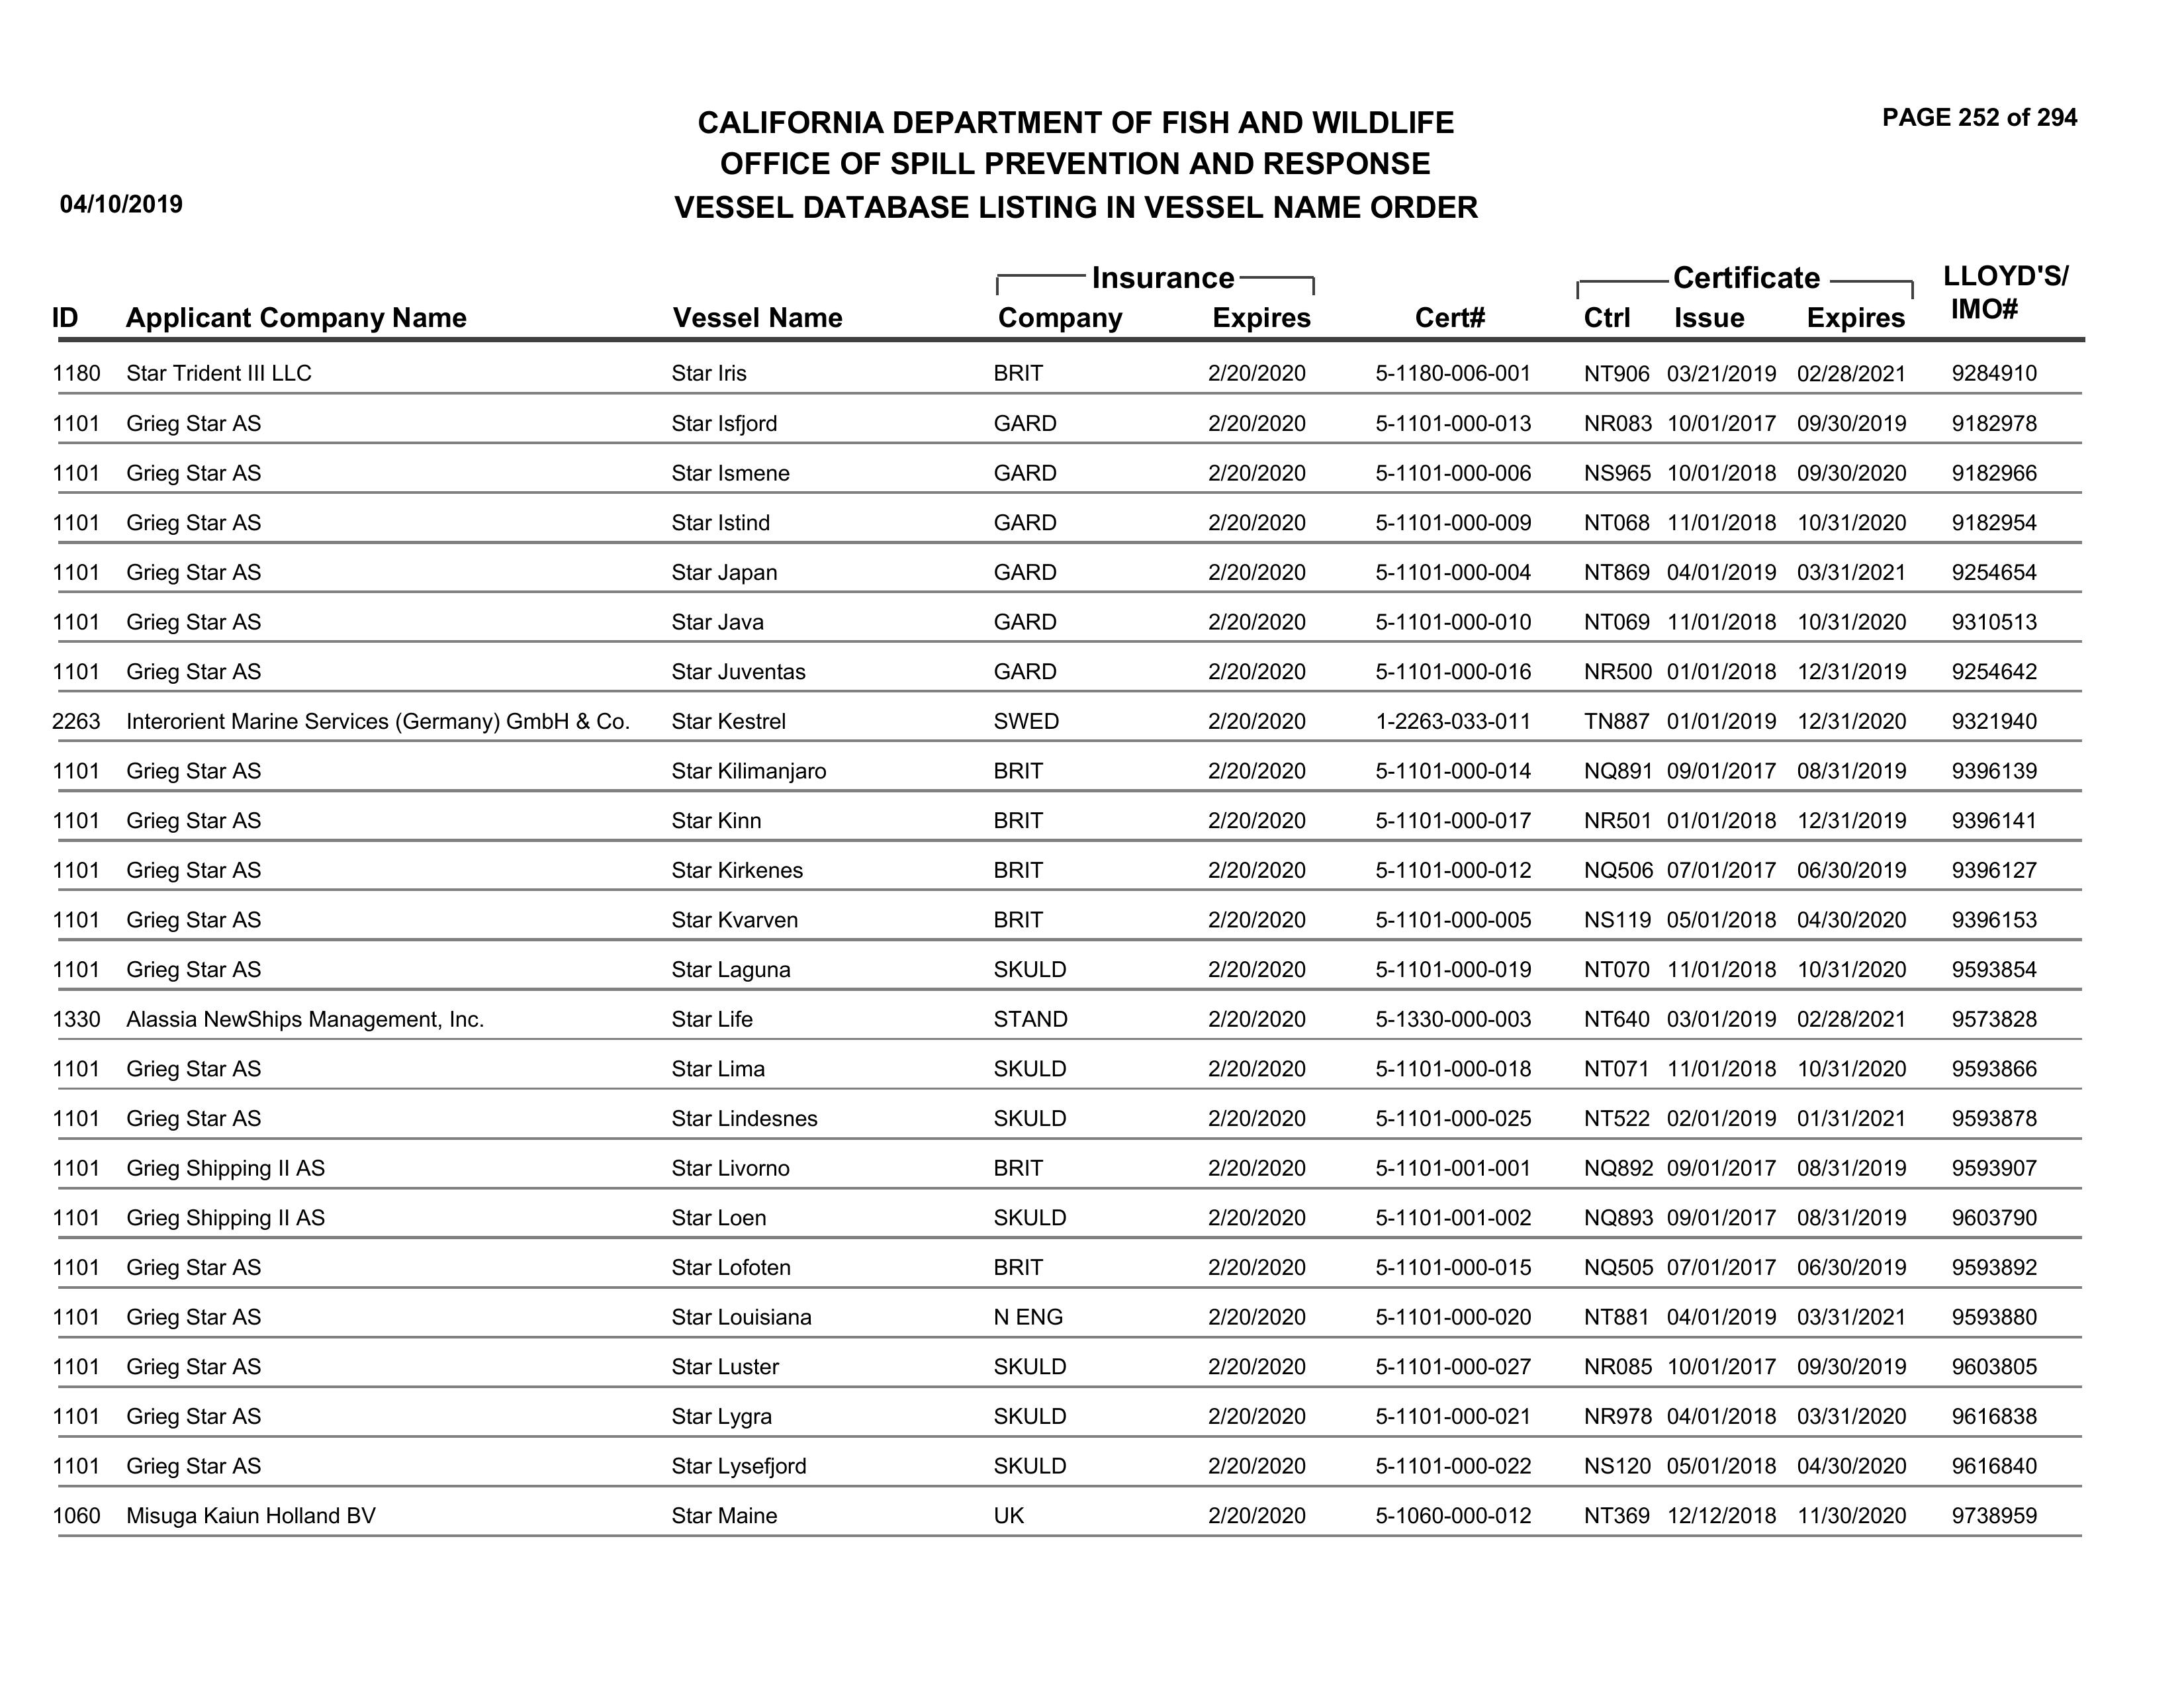 CALIFORNIA DEPARTMENT OF FISH AND WILDLIFE
PAGE 252 of 294
OFFICE OF SPILL PREVENTION AND RESPONSE
04/10/2019
VESSEL DATABASE LISTING IN VESSEL NAME ORDER
Insurance Certificate LLOYD'S/
ID Applicant Company Name Vessel Name Company Expires Cert# Ctrl Issue Expires IMO#
1180 Star Trident III LLC Star Iris BRIT 2/20/2020 5-1180-006-001 NT906 03/21/2019 02/28/2021 9284910
1101 Grieg Star AS Star Isfjord GARD 2/20/2020 5-1101-000-013 NR083 10/01/2017 09/30/2019 9182978
1101 Grieg Star AS Star Ismene GARD 2/20/2020 5-1101-000-006 NS965 10/01/2018 09/30/2020 9182966
1101 Grieg Star AS Star Istind GARD 2/20/2020 5-1101-000-009 NT068 11/01/2018 10/31/2020 9182954
1101 Grieg Star AS Star Japan GARD 2/20/2020 5-1101-000-004 NT869 04/01/2019 03/31/2021 9254654
1101 Grieg Star AS Star Java GARD 2/20/2020 5-1101-000-010 NT069 11/01/2018 10/31/2020 9310513
1101 Grieg Star AS Star Juventas GARD 2/20/2020 5-1101-000-016 NR500 01/01/2018 12/31/2019 9254642
2263 Interorient Marine Services (Germany) GmbH & Co. Star Kestrel SWED 2/20/2020 1-2263-033-011 TN887 01/01/2019 12/31/2020 9321940
1101 Grieg Star AS Star Kilimanjaro BRIT 2/20/2020 5-1101-000-014 NQ891 09/01/2017 08/31/2019 9396139
1101 Grieg Star AS Star Kinn BRIT 2/20/2020 5-1101-000-017 NR501 01/01/2018 12/31/2019 9396141
1101 Grieg Star AS Star Kirkenes BRIT 2/20/2020 5-1101-000-012 NQ506 07/01/2017 06/30/2019 9396127
1101 Grieg Star AS Star Kvarven BRIT 2/20/2020 5-1101-000-005 NS119 05/01/2018 04/30/2020 9396153
1101 Grieg Star AS Star Laguna SKULD 2/20/2020 5-1101-000-019 NT070 11/01/2018 10/31/2020 9593854
1330 Alassia NewShips Management, Inc. Star Life STAND 2/20/2020 5-1330-000-003 NT640 03/01/2019 02/28/2021 9573828
1101 Grieg Star AS Star Lima SKULD 2/20/2020 5-1101-000-018 NT071 11/01/2018 10/31/2020 9593866
1101 Grieg Star AS Star Lindesnes SKULD 2/20/2020 5-1101-000-025 NT522 02/01/2019 01/31/2021 9593878
1101 Grieg Shipping II AS Star Livorno BRIT 2/20/2020 5-1101-001-001 NQ892 09/01/2017 08/31/2019 9593907
1101 Grieg Shipping II AS Star Loen SKULD 2/20/2020 5-1101-001-002 NQ893 09/01/2017 08/31/2019 9603790
1101 Grieg Star AS Star Lofoten BRIT 2/20/2020 5-1101-000-015 NQ505 07/01/2017 06/30/2019 9593892
1101 Grieg Star AS Star Louisiana N ENG 2/20/2020 5-1101-000-020 NT881 04/01/2019 03/31/2021 9593880
1101 Grieg Star AS Star Luster SKULD 2/20/2020 5-1101-000-027 NR085 10/01/2017 09/30/2019 9603805
1101 Grieg Star AS Star Lygra SKULD 2/20/2020 5-1101-000-021 NR978 04/01/2018 03/31/2020 9616838
1101 Grieg Star AS Star Lysefjord SKULD 2/20/2020 5-1101-000-022 NS120 05/01/2018 04/30/2020 9616840
1060 Misuga Kaiun Holland BV Star Maine UK 2/20/2020 5-1060-000-012 NT369 12/12/2018 11/30/2020 9738959